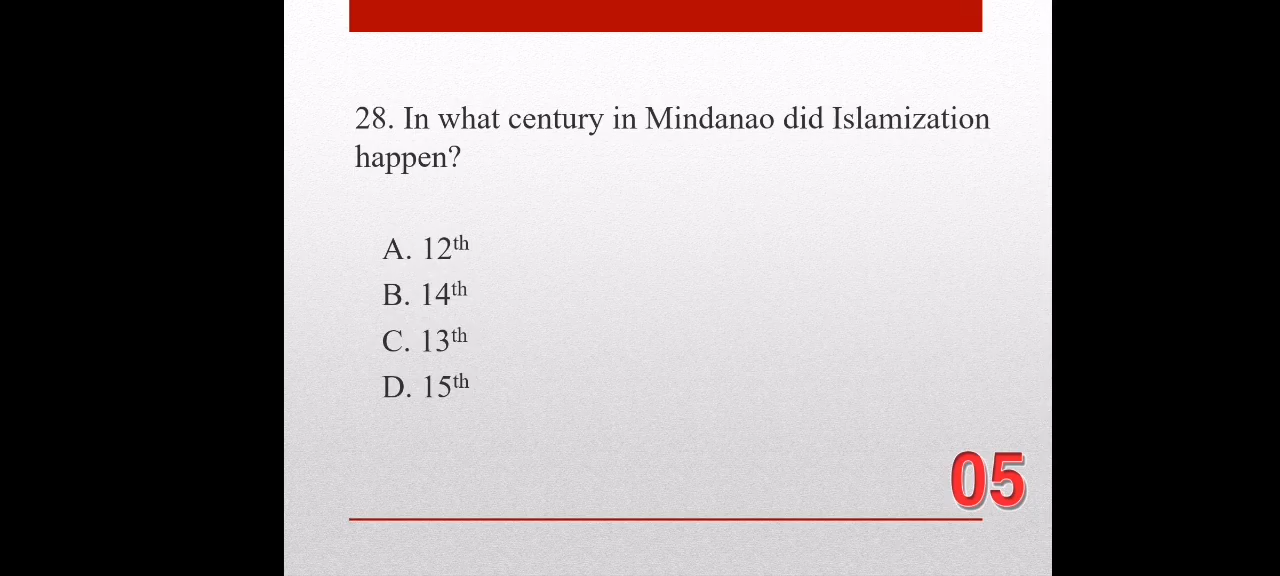 28. In what century in Mindanao did Islamization
happen?
A. 12th
B. 14th
C. 13th
D. 15th
05